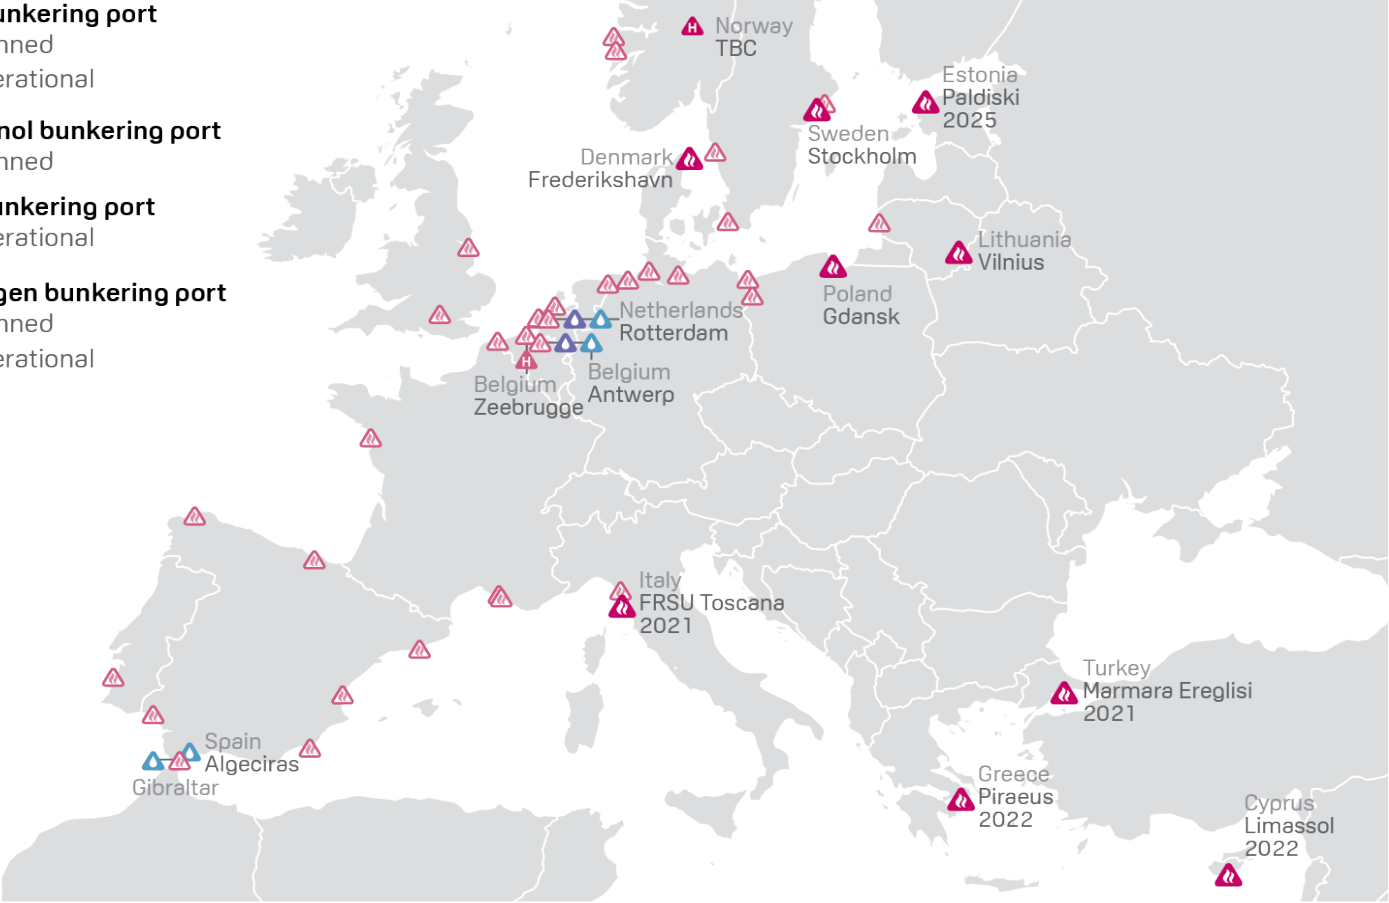 unkering port
nned
erational
nol bunkering port
nned
unkering port
erational
gen bunkering port
nned
erational
H
Norway
TBC
Estonia
Paldiski
2025
Sweden
Stockholm
Denmark
Frederikshavn
Lithuania
Vilnius
Poland
Gdansk
Netherlands
Rotterdam
H
Belgium
Zeebrugge
Belgium
Antwerp
Italy
FRSU Toscana
2021
Turkey
Marmara Ereglisi
2021
Spain
Algeciras
Gibraltar
Greece
Piraeus
2022
Cyprus
Limassol
2022